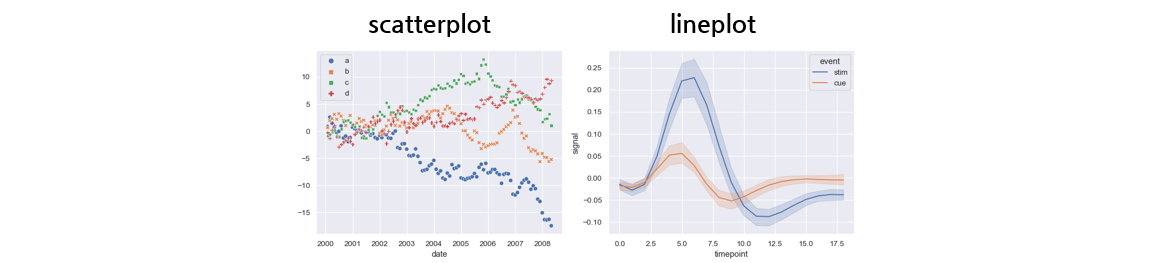 scatterplot
a
b
c
d
10
5
0
−5
−10
−15
2000 2001 2002 2003 2004 2005 2006 2007 2008
date
lineplot
event
stim
cue
0.25
0.20
0.15
0.10
0.05
0.00
−0.05
−0.10
signal
0.0 2.5 5.0 7.5 10.0 12.5 15.0 17.5
timepoint